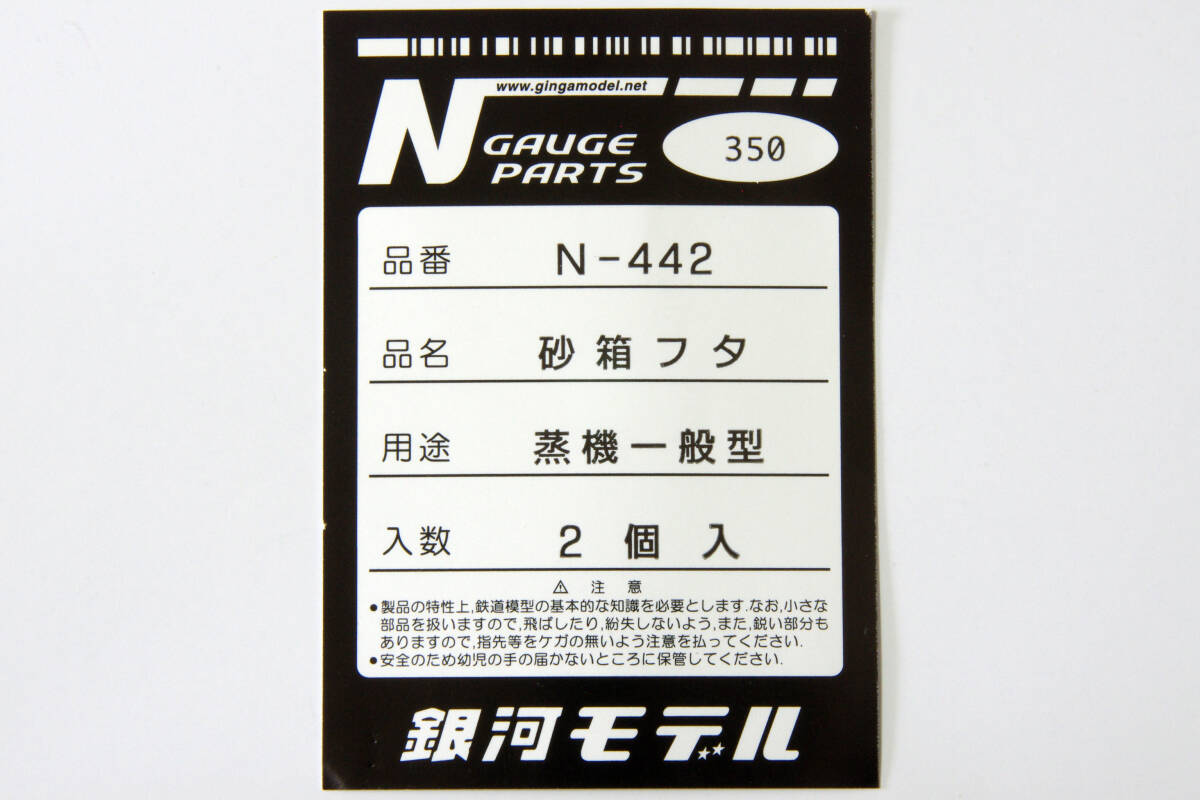 www.gingamodel.net
N GAUGE PARTS
350
品番 N-442
品名 砂箱フタ
用途 蒸機一般型
入数 2個入
⚠ 注意
●製品の特性上,鉄道模型の基本的な知識を必要とします.なお,小さな
部品を扱いますので,飛ばしたり,紛失しないよう,また,鋭い部分も
ありますので,指先等をケガの無いよう注意を払ってください.
●安全のため幼児の手の届かないところに保管してください.
銀河モデル